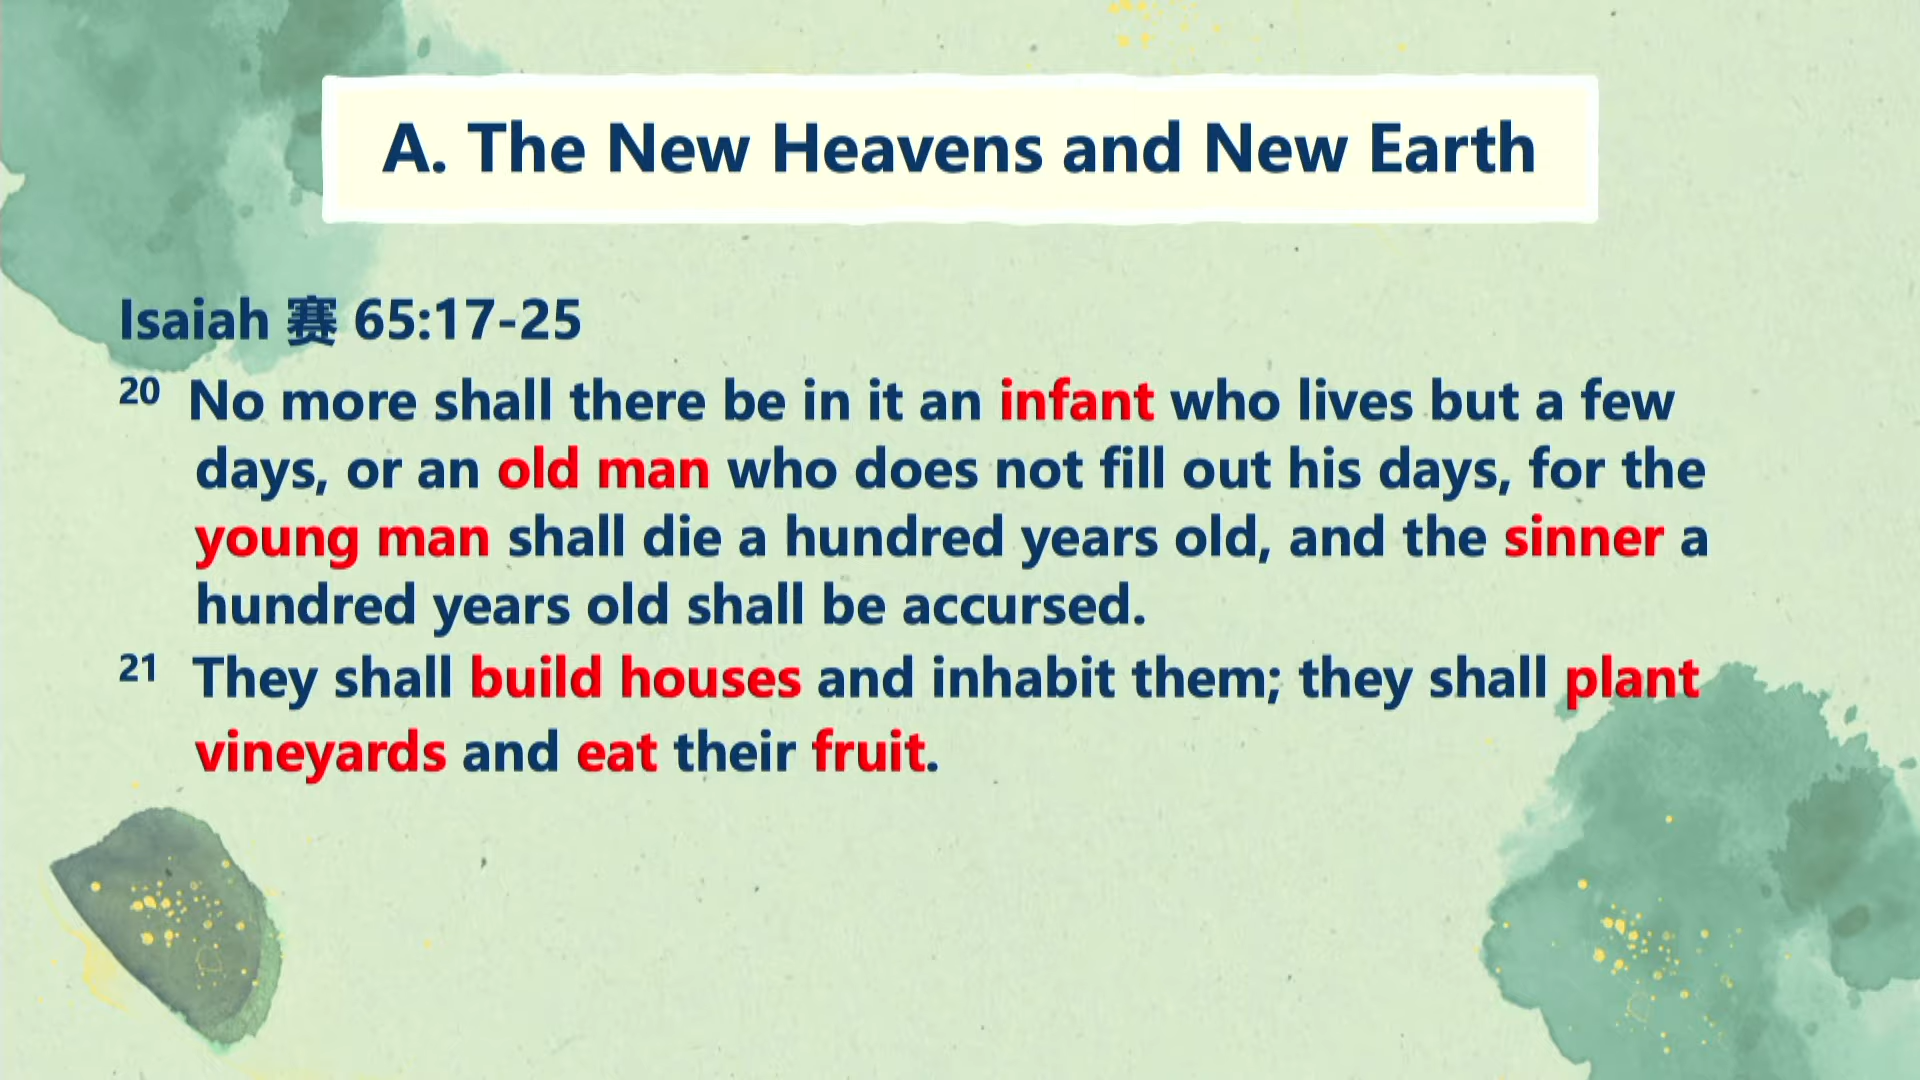 A. The New Heavens and New Earth
Isaiah 赛 65:17-25
20 No more shall there be in it an infant who lives but a few
days, or an old man who does not fill out his days, for the
young man shall die a hundred years old, and the sinner a
hundred years old shall be accursed.
21 They shall build houses and inhabit them; they shall plant
vineyards and eat their fruit.